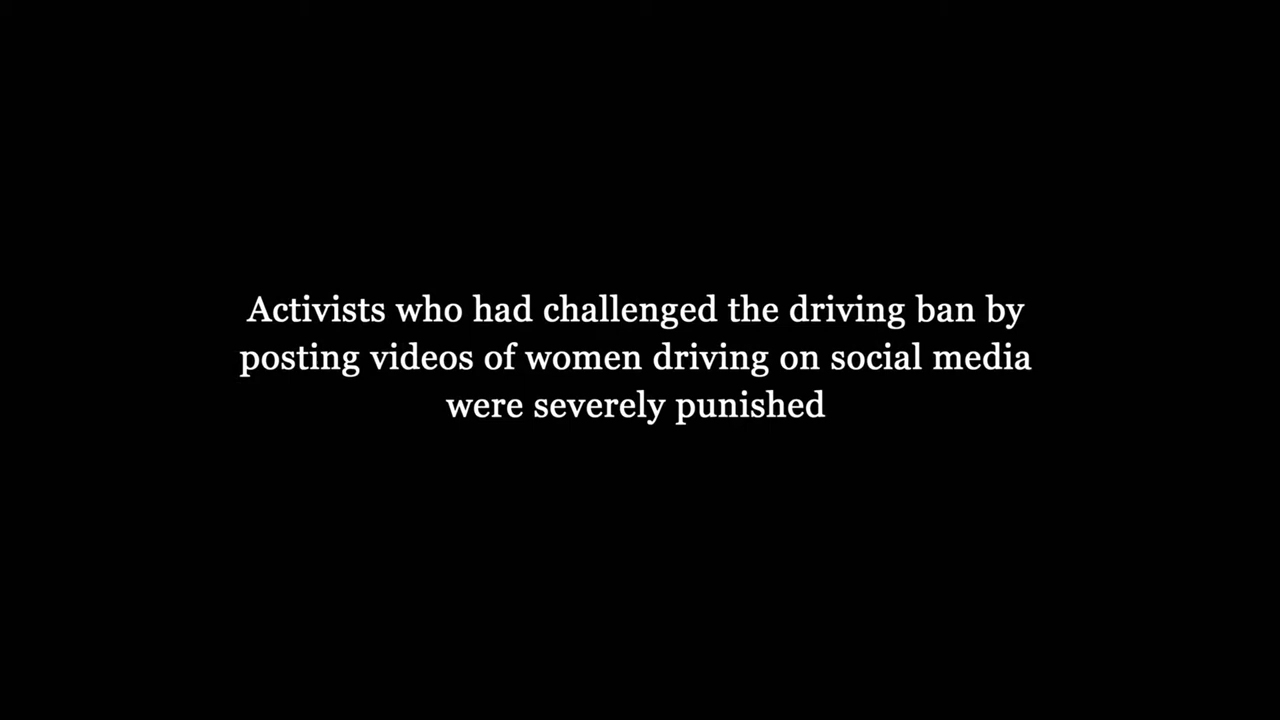 Activists who had challenged the driving ban by
posting videos of women driving on social media
were severely punished